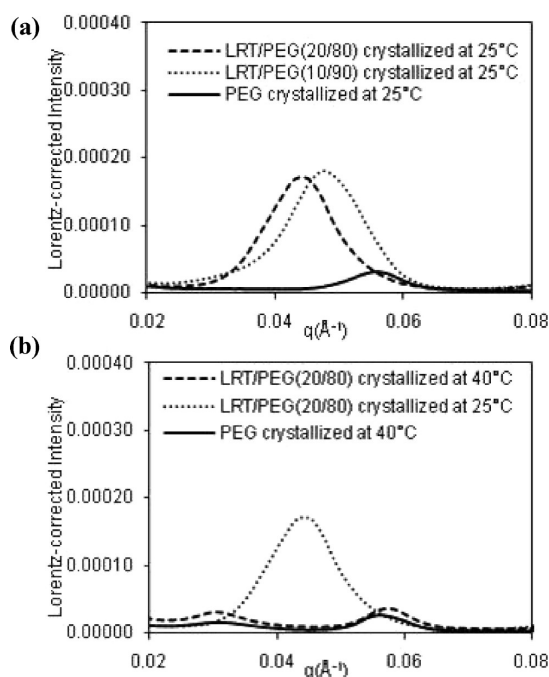 (a)
0.00040
LRT/PEG(20/80) crystallized at 25°C
LRT/PEG(10/90) crystallized at 25°C
PEG crystallized at 25°C
0.00030
0.00020
0.00010
0.00000
Lorentz-corrected Intensity
0.02 0.04 0.06 0.08
q(Å⁻¹)
(b)
0.00040
LRT/PEG(20/80) crystallized at 40°C
LRT/PEG(20/80) crystallized at 25°C
PEG crystallized at 40°C
0.00030
0.00020
0.00010
0.00000
Lorentz-corrected Intensity
0.02 0.04 0.06 0.08
q(Å⁻¹)